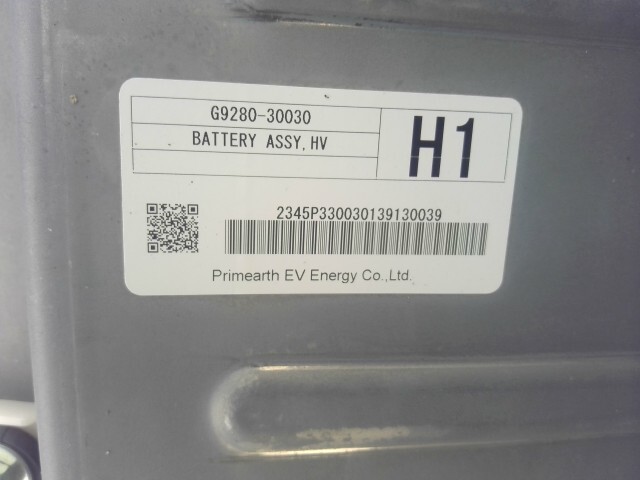 G9280-30030
BATTERY ASSY,HV
H1
2345P330030139130039
Primearth EV Energy Co.,Ltd.